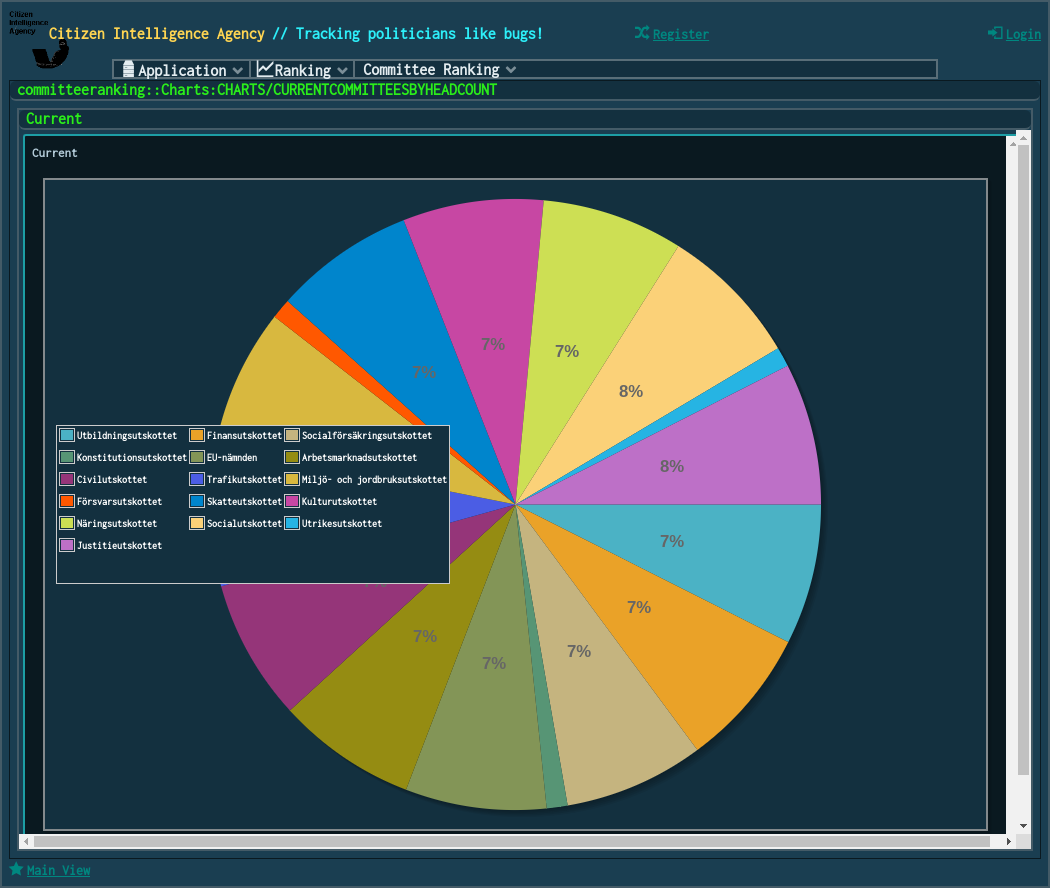 Citizen
Intelligence
Agency
Citizen Intelligence Agency // Tracking politicians like bugs!
Register
Login
Application
Ranking
Committee Ranking
committeeranking::Charts:CHARTS/CURRENTCOMMITTEESBYHEADCOUNT
Current
Current
7%
7%
7%
8%
7%
8%
7%
7%
7%
7%
7%
Utbildningsutskottet
Finansutskottet
Socialförsäkringsutskottet
Konstitutionsutskottet
EU-nämnden
Arbetsmarknadsutskottet
Civilutskottet
Trafikutskottet
Miljö- och jordbruksutskottet
Försvarsutskottet
Skatteutskottet
Kulturutskottet
Näringsutskottet
Socialutskottet
Utrikesutskottet
Justitieutskottet
Main View